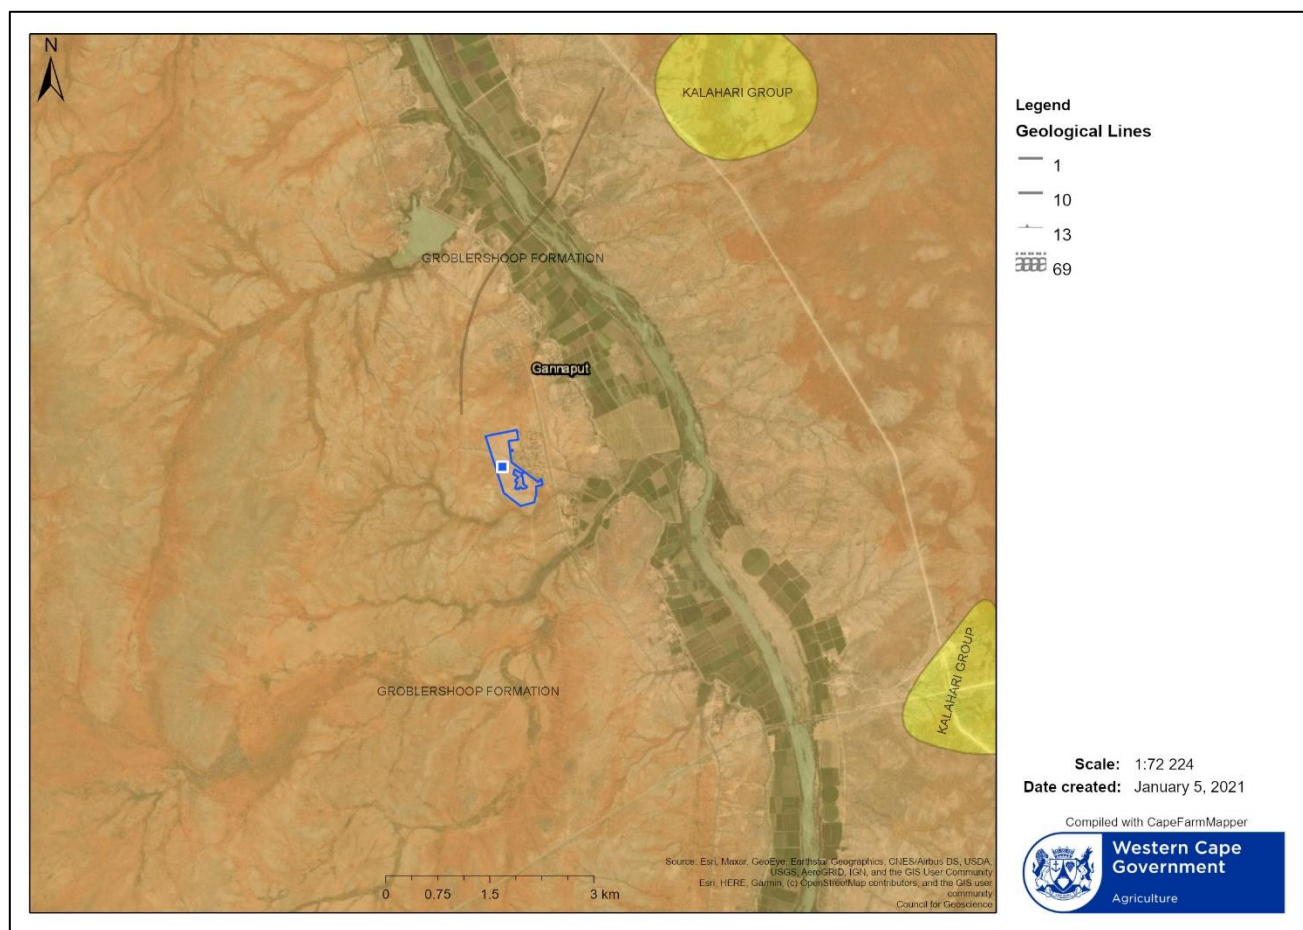 N
KALAHARI GROUP
GROBLERSHOOP FORMATION
Gannaput
KALAHARI GROUP
GROBLERSHOOP FORMATION
0 0.75 1.5 3 km
Source: Esri, Maxar, GeoEye, Earthstar Geographics, CNES/Airbus DS, USDA,
USGS, AeroGRID, IGN, and the GIS User Community
Esri, HERE, Garmin, (c) OpenStreetMap contributors, and the GIS user
community
Council for Geoscience
Legend
Geological Lines
1
10
13
69
Scale: 1:72 224
Date created: January 5, 2021
Compiled with CapeFarmMapper
Western Cape
Government
Agriculture